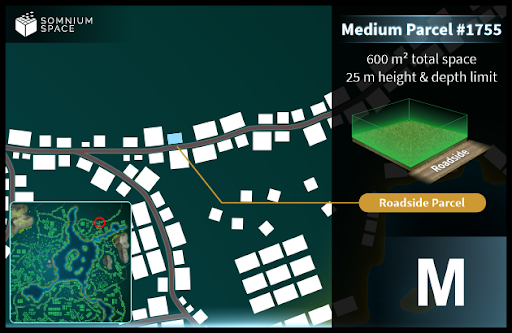 SOMNIUM
SPACE
Medium Parcel #1755
600 m² total space
25 m height & depth limit
Roadside
Roadside Parcel
M